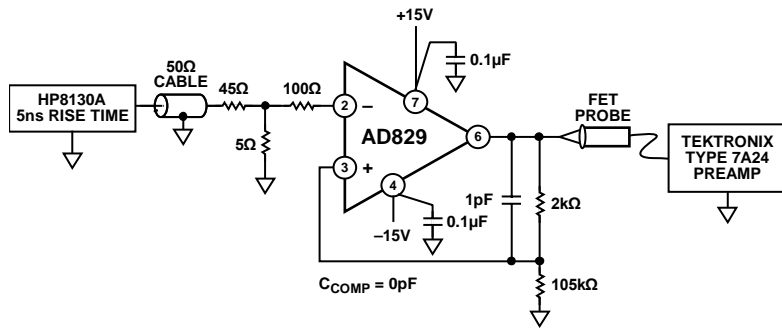 +15V
50Ω
CABLE
0.1µF
HP8130A
5ns RISE TIME
45Ω
100Ω
5Ω
2
–
7
AD829
6
3
+
4
–15V
0.1µF
1pF
2kΩ
FET
PROBE
TEKTRONIX
TYPE 7A24
PREAMP
C_COMP = 0pF
105kΩ